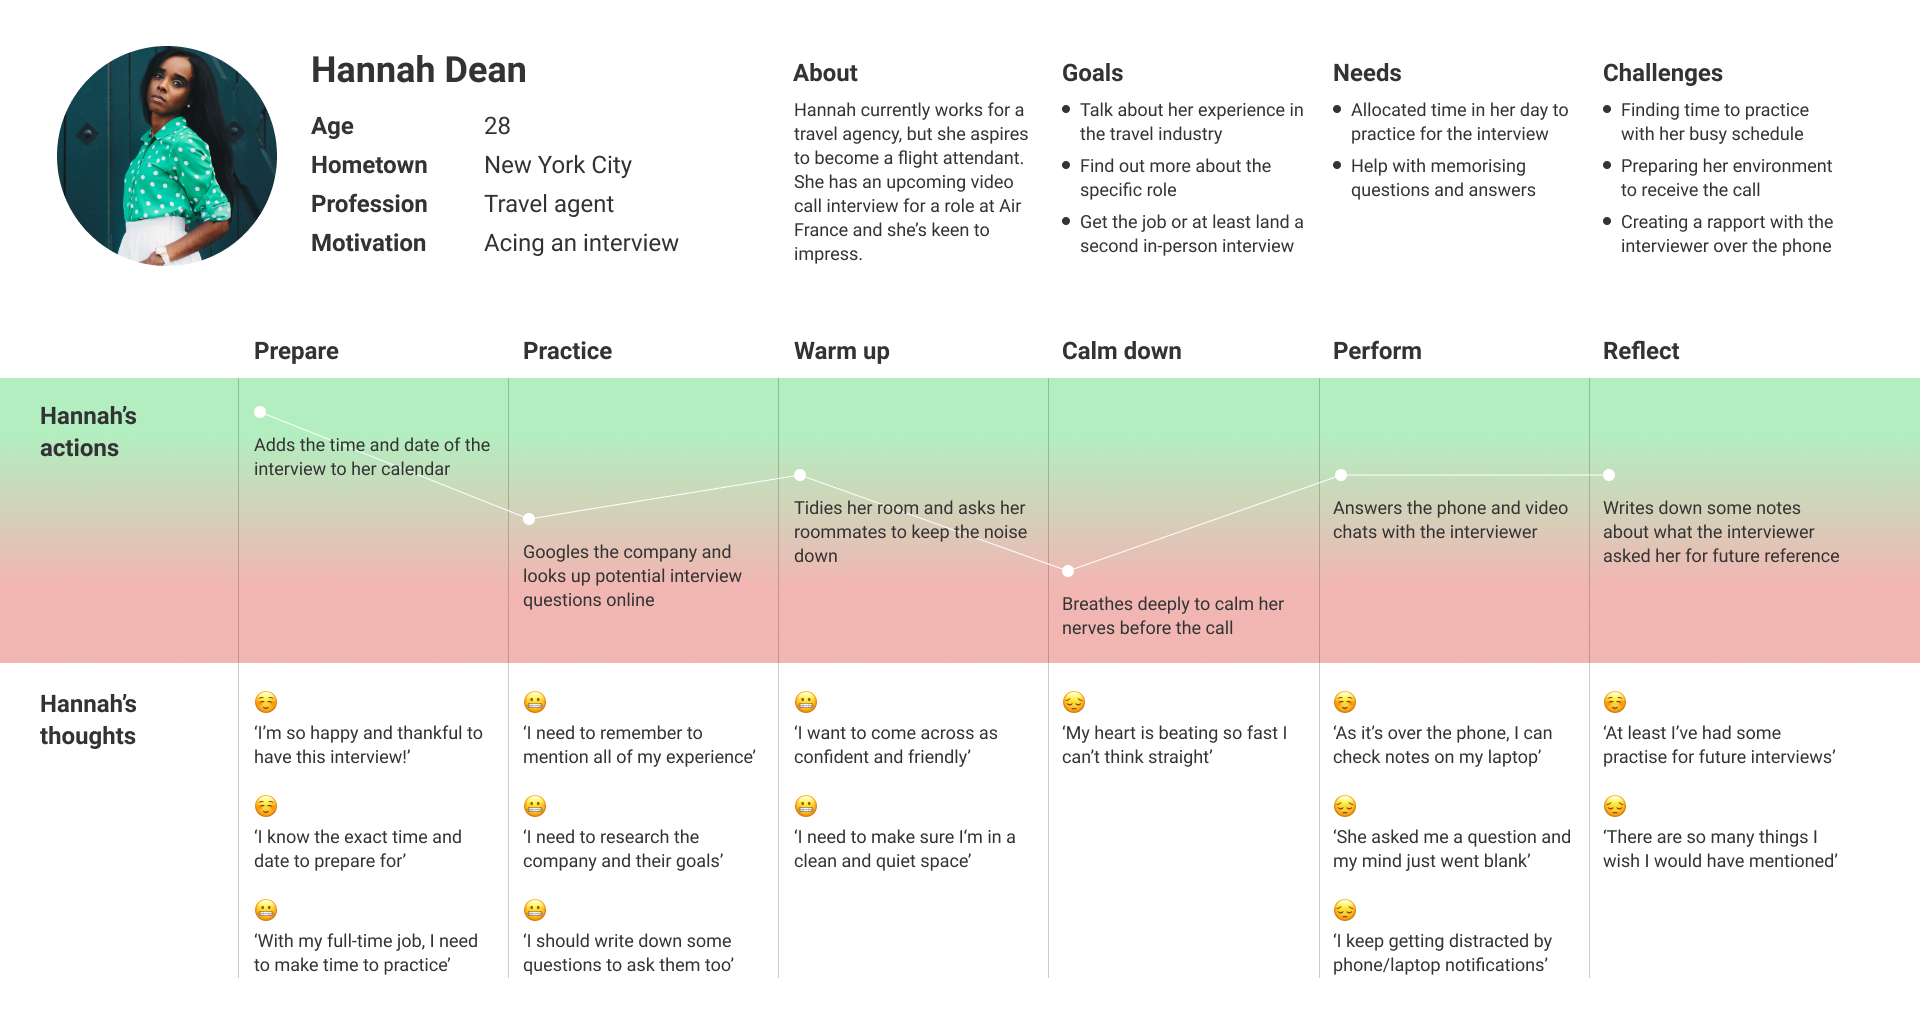 Hannah Dean
Age 28
Hometown New York City
Profession Travel agent
Motivation Acing an interview
About
Hannah currently works for a
travel agency, but she aspires
to become a flight attendant.
She has an upcoming video
call interview for a role at Air
France and she’s keen to
impress.
Goals
Talk about her experience in
the travel industry
Find out more about the
specific role
Get the job or at least land a
second in-person interview
Needs
Allocated time in her day to
practice for the interview
Help with memorising
questions and answers
Challenges
Finding time to practice
with her busy schedule
Preparing her environment
to receive the call
Creating a rapport with the
interviewer over the phone
Prepare
Practice
Warm up
Calm down
Perform
Reflect
Hannah’s
actions
Adds the time and date of the
interview to her calendar
Googles the company and
looks up potential interview
questions online
Tidies her room and asks her
roommates to keep the noise
down
Breathes deeply to calm her
nerves before the call
Answers the phone and video
chats with the interviewer
Writes down some notes
about what the interviewer
asked her for future reference
Hannah’s
thoughts
‘I’m so happy and thankful to
have this interview!’
‘I know the exact time and
date to prepare for’
‘With my full-time job, I need
to make time to practice’
‘I need to remember to
mention all of my experience’
‘I need to research the
company and their goals’
‘I should write down some
questions to ask them too’
‘I want to come across as
confident and friendly’
‘I need to make sure I‘m in a
clean and quiet space’
‘My heart is beating so fast I
can’t think straight’
‘As it’s over the phone, I can
check notes on my laptop’
‘She asked me a question and
my mind just went blank’
‘I keep getting distracted by
phone/laptop notifications’
‘At least I’ve had some
practise for future interviews’
‘There are so many things I
wish I would have mentioned’